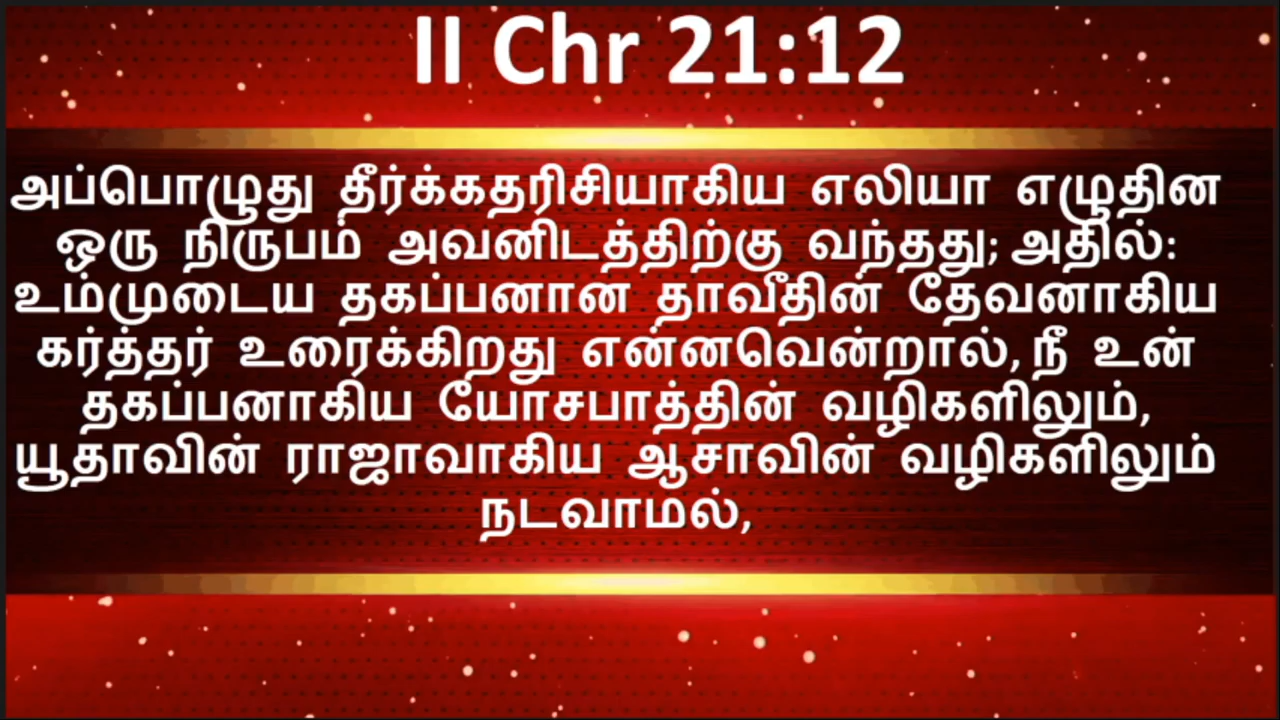 II Chr 21:12
அப்பொழுது தீர்க்கதரிசியாகிய எலியா எழுதின
ஒரு நிருபம் அவனிடத்திற்கு வந்தது; அதில்:
உம்முடைய தகப்பனான தாவீதின் தேவனாகிய
கர்த்தர் உரைக்கிறது என்னவென்றால், நீ உன்
தகப்பனாகிய யோசபாத்தின் வழிகளிலும்,
யூதாவின் ராஜாவாகிய ஆசாவின் வழிகளிலும்
நடவாமல்,